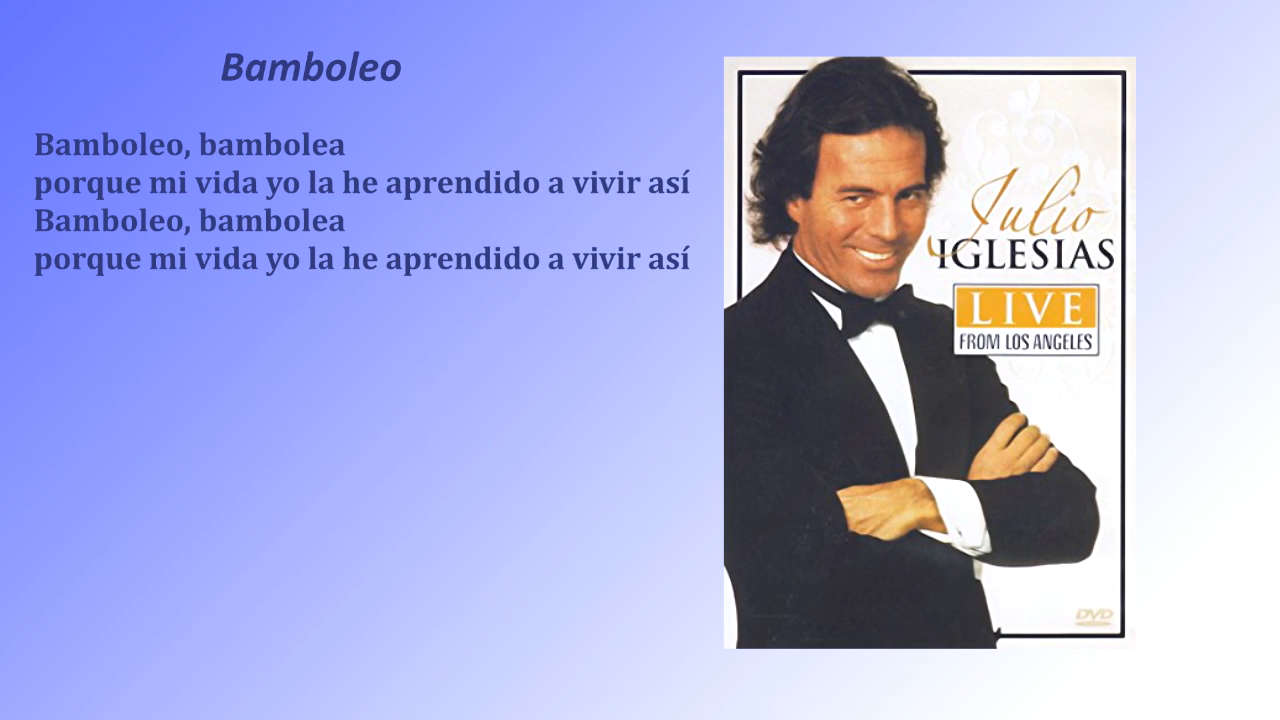 Bamboleo
Bamboleo, bambolea
porque mi vida yo la he aprendido a vivir así
Bamboleo, bambolea
porque mi vida yo la he aprendido a vivir así
Julio
IGLESIAS
LIVE
FROM LOS ANGELES
DVD